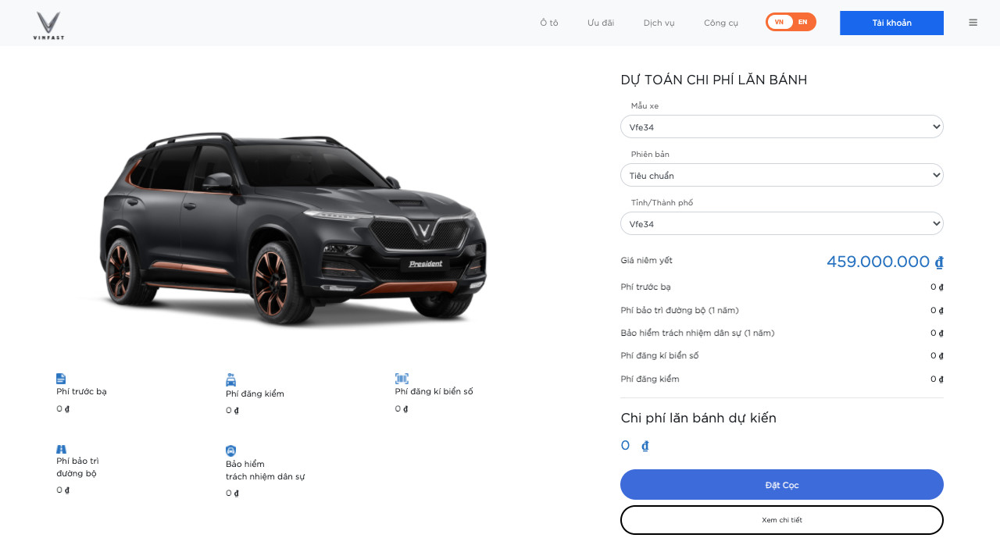 VINFAST
Ô tô
Ưu đãi
Dịch vụ
Công cụ
VN
EN
Tài khoản
DỰ TOÁN CHI PHÍ LĂN BÁNH
Mẫu xe
Vfe34
Phiên bản
Tiêu chuẩn
Tỉnh/Thành phố
Vfe34
Giá niêm yết
459.000.000 ₫
Phí trước bạ
0 ₫
Phí bảo trì đường bộ (1 năm)
0 ₫
Bảo hiểm trách nhiệm dân sự (1 năm)
0 ₫
Phí đăng kí biển số
0 ₫
Phí đăng kiểm
0 ₫
Chi phí lăn bánh dự kiến
0 ₫
Đặt Cọc
Xem chi tiết
President
Phí trước bạ
0 ₫
Phí đăng kiểm
0 ₫
Phí đăng kí biển số
0 ₫
Phí bảo trì
đường bộ
0 ₫
Bảo hiểm
trách nhiệm dân sự
0 ₫